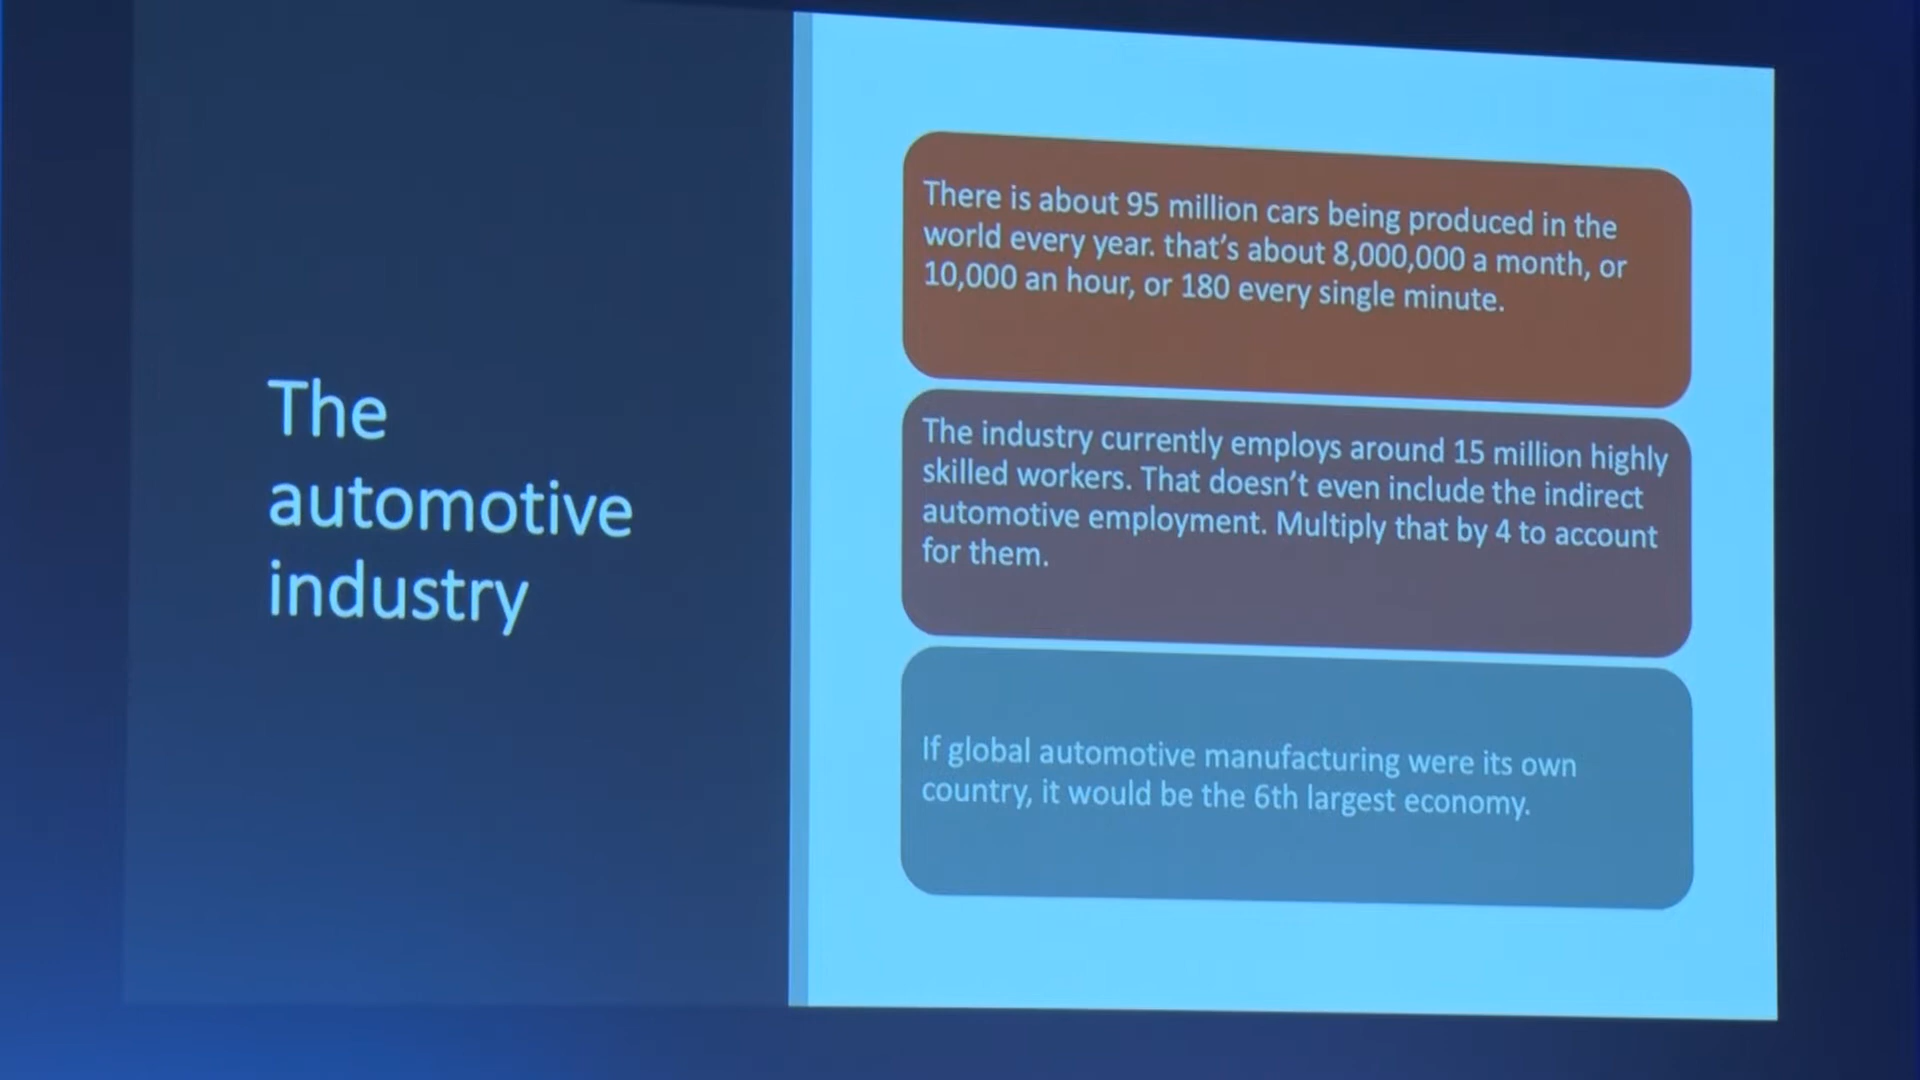 The
automotive
industry
There is about 95 million cars being produced in the
world every year. that's about 8,000,000 a month, or
10,000 an hour, or 180 every single minute.
The industry currently employs around 15 million highly
skilled workers. That doesn't even include the indirect
automotive employment. Multiply that by 4 to account
for them.
If global automotive manufacturing were its own
country, it would be the 6th largest economy.